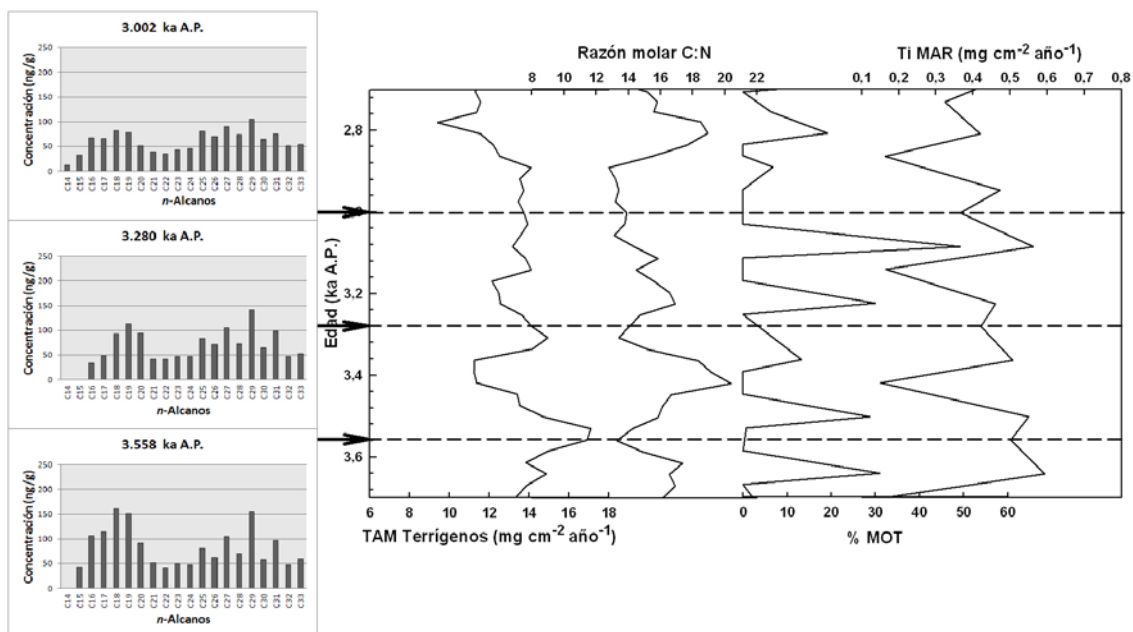 3.002 ka A.P.
Concentración (ng/g)
250
200
150
100
50
0
C14 C15 C16 C17 C18 C19 C20 C21 C22 C23 C24 C25 C26 C27 C28 C29 C30 C31 C32 C33
n-Alcanos
3.280 ka A.P.
Concentración (ng/g)
250
200
150
100
50
0
C14 C15 C16 C17 C18 C19 C20 C21 C22 C23 C24 C25 C26 C27 C28 C29 C30 C31 C32 C33
n-Alcanos
3.558 ka A.P.
Concentración (ng/g)
250
200
150
100
50
0
C14 C15 C16 C17 C18 C19 C20 C21 C22 C23 C24 C25 C26 C27 C28 C29 C30 C31 C32 C33
n-Alcanos
Razón molar C:N
8 10 12 14 16 18 20 22
Ti MAR (mg cm-2 año-1)
0,1 0,2 0,3 0,4 0,5 0,6 0,7 0,8
Edad (ka A.P.)
2,8
3,2
3,4
3,6
6 8 10 12 14 16 18
TAM Terrígenos (mg cm-2 año-1)
0 10 20 30 40 50 60
% MOT